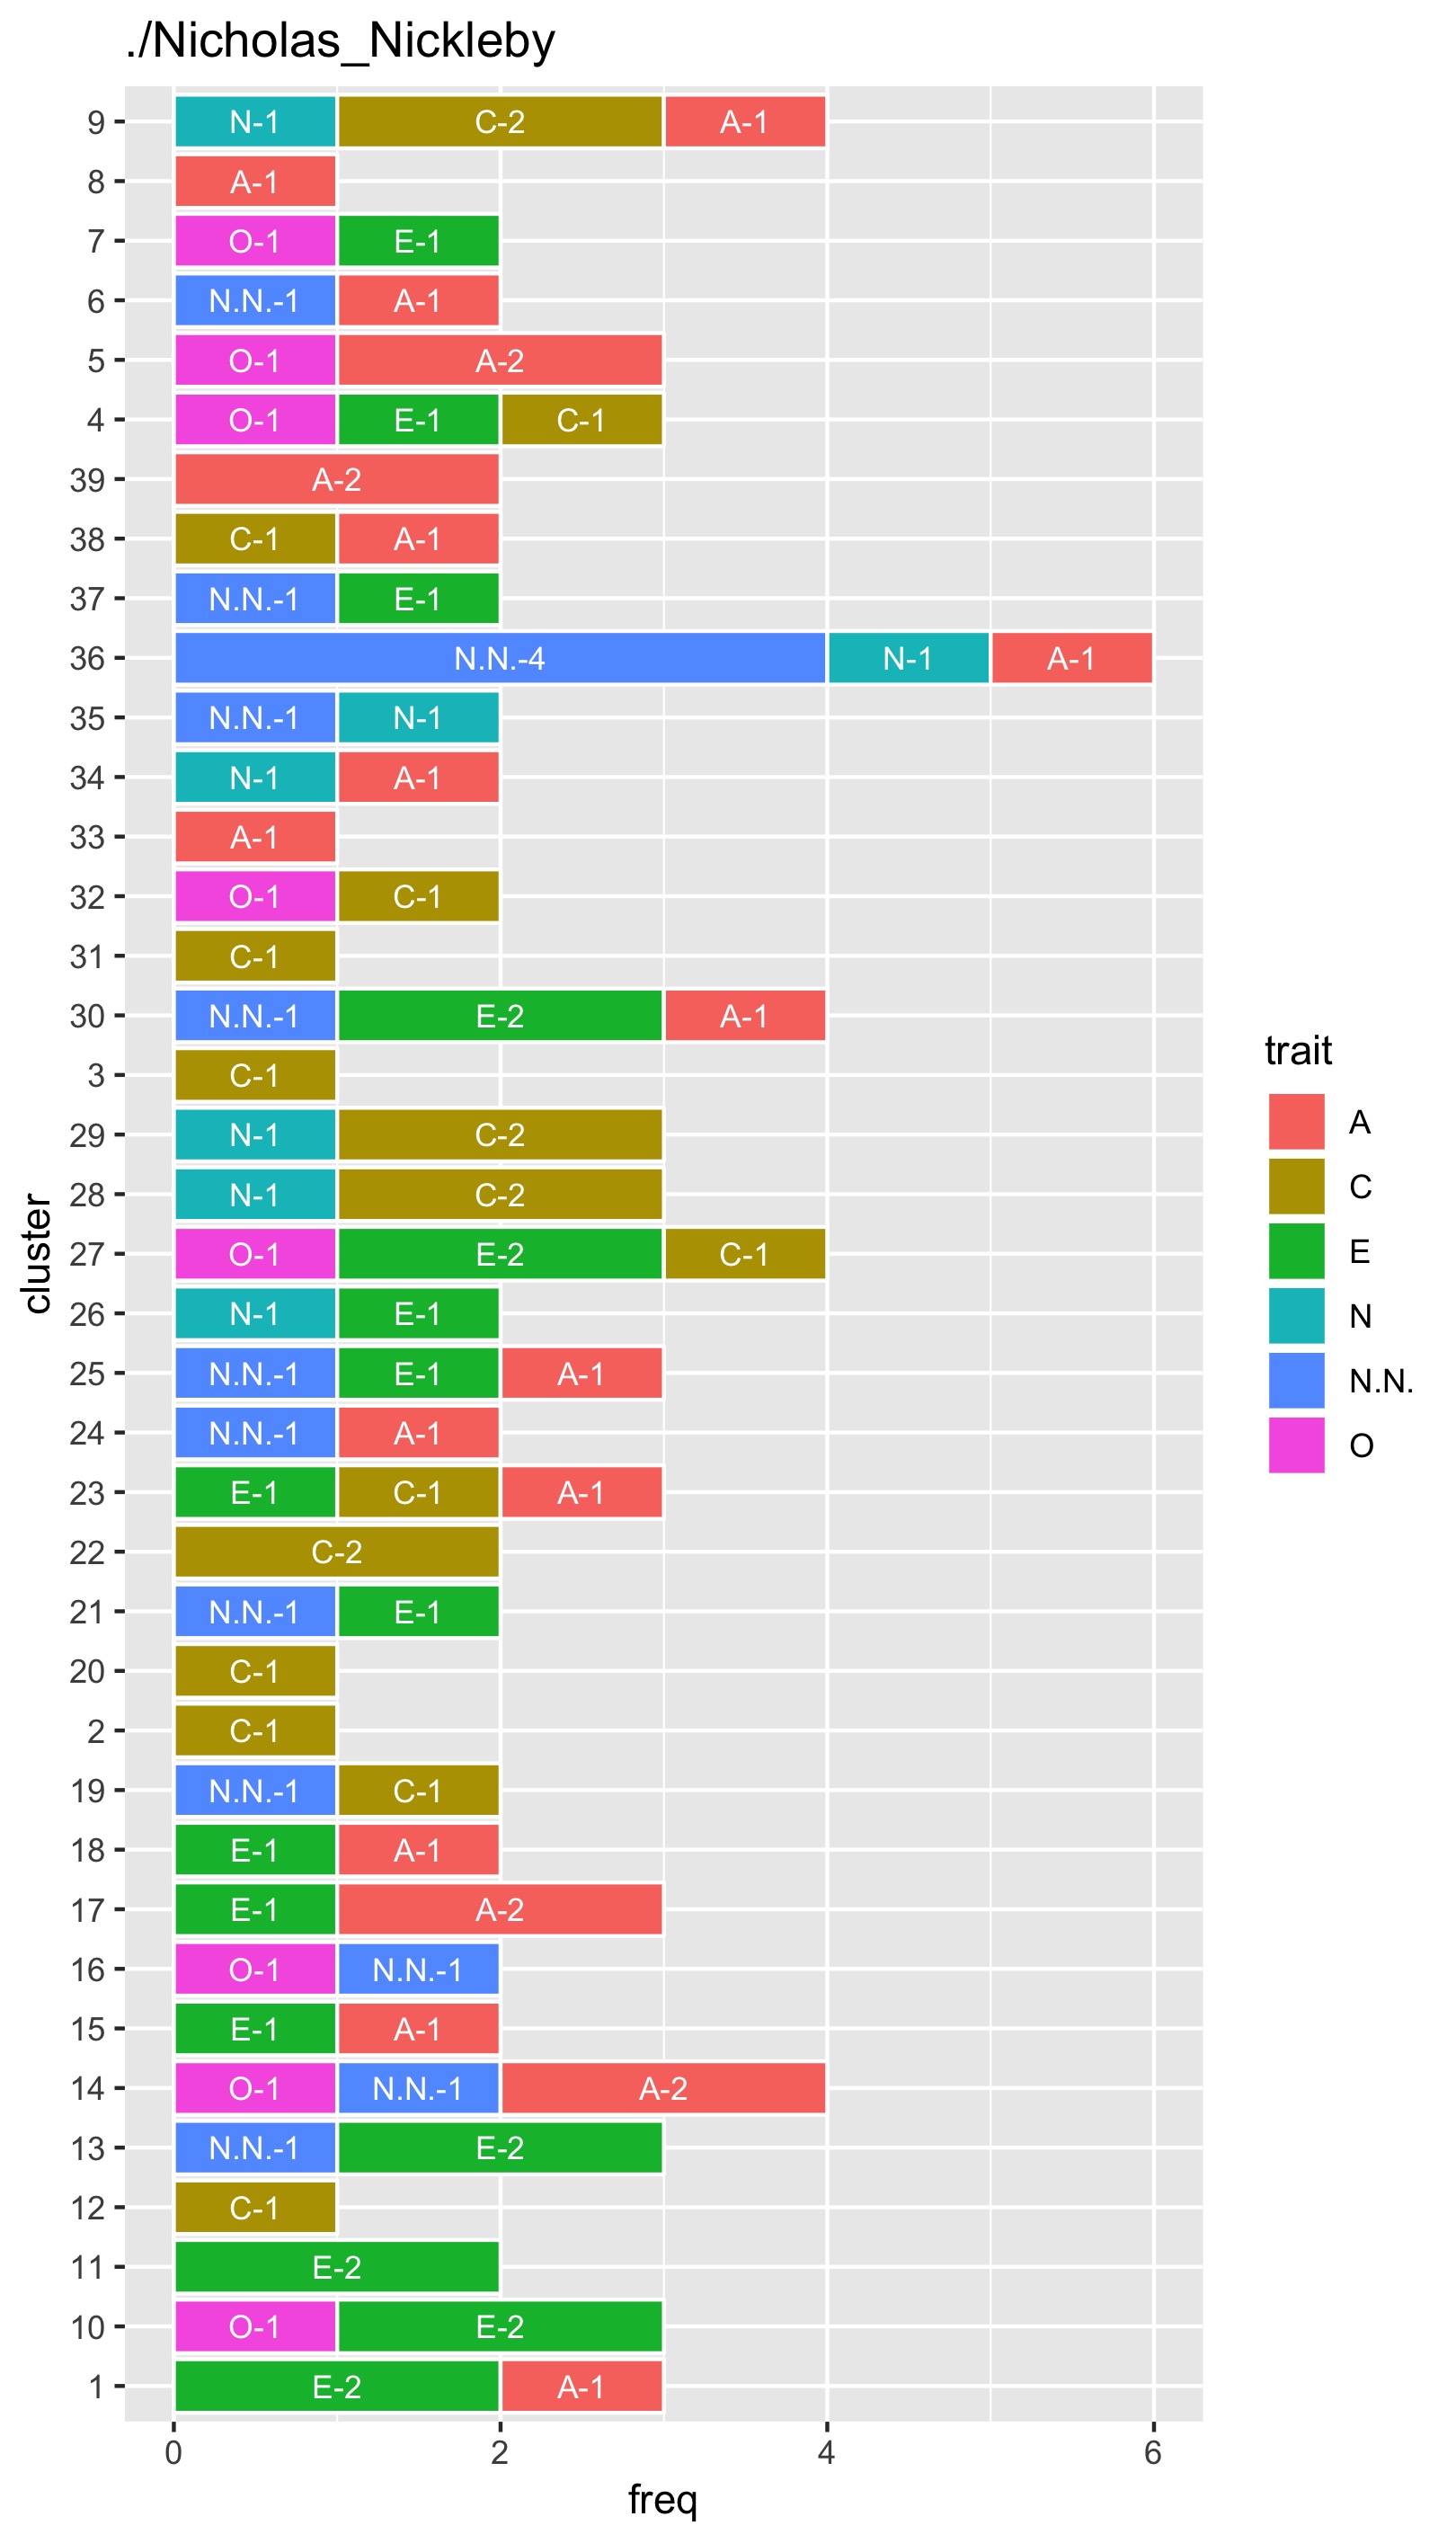 ./Nicholas_Nickleby
9 N-1 C-2 A-1
8 A-1
7 O-1 E-1
6 N.N.-1 A-1
5 O-1 A-2
4 O-1 E-1 C-1
39 A-2
38 C-1 A-1
37 N.N.-1 E-1
36 N.N.-4 N-1 A-1
35 N.N.-1 N-1
34 N-1 A-1
33 A-1
32 O-1 C-1
31 C-1
30 N.N.-1 E-2 A-1
3 C-1
29 N-1 C-2
28 N-1 C-2
27 O-1 E-2 C-1
26 N-1 E-1
25 N.N.-1 E-1 A-1
24 N.N.-1 A-1
23 E-1 C-1 A-1
22 C-2
21 N.N.-1 E-1
20 C-1
2 C-1
19 N.N.-1 C-1
18 E-1 A-1
17 E-1 A-2
16 O-1 N.N.-1
15 E-1 A-1
14 O-1 N.N.-1 A-2
13 N.N.-1 E-2
12 C-1
11 E-2
10 O-1 E-2
1 E-2 A-1
0 2 4 6
freq
cluster
trait
A
C
E
N
N.N.
O